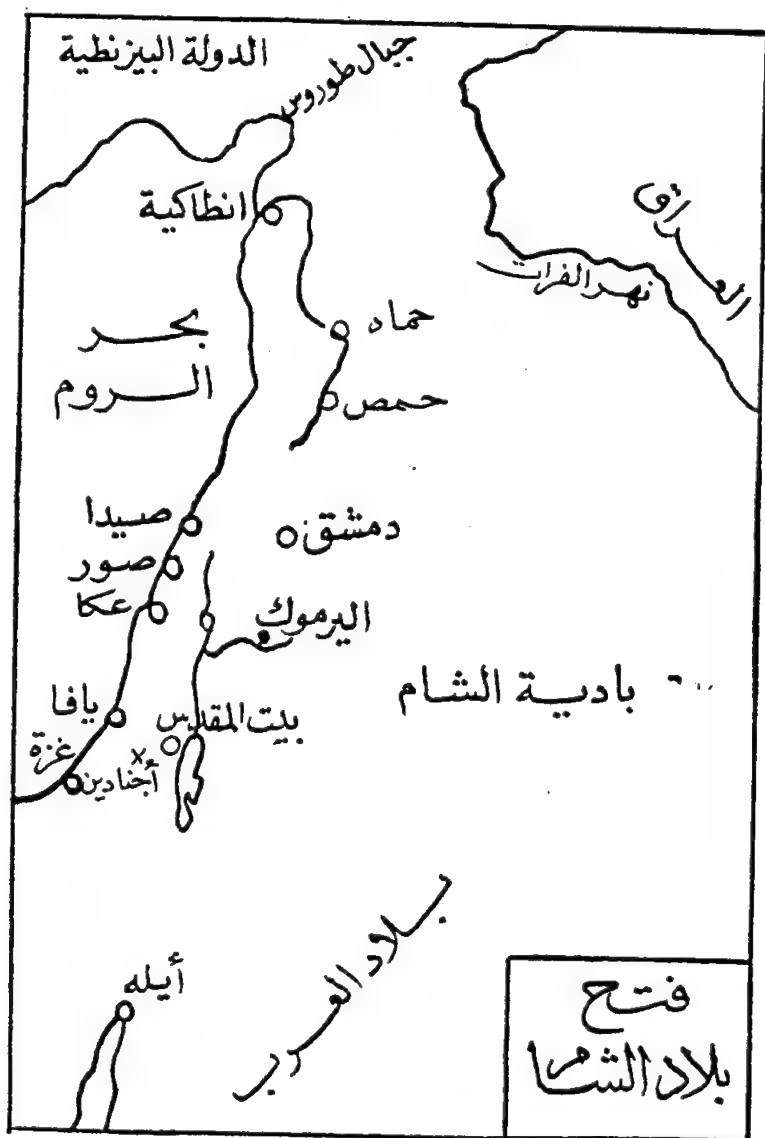 الدولة البيزنطية
جبال طوروس
انطاكية
العراق
نهر الفرات
حماه
بحر
الروم
حمص
صيدا
دمشق
صور
عكا
اليرموك
بادية الشام
يافا
بيت المقدس
غزة
أجنادين
بلاد العرب
أيله
فتح
بلاد الشام